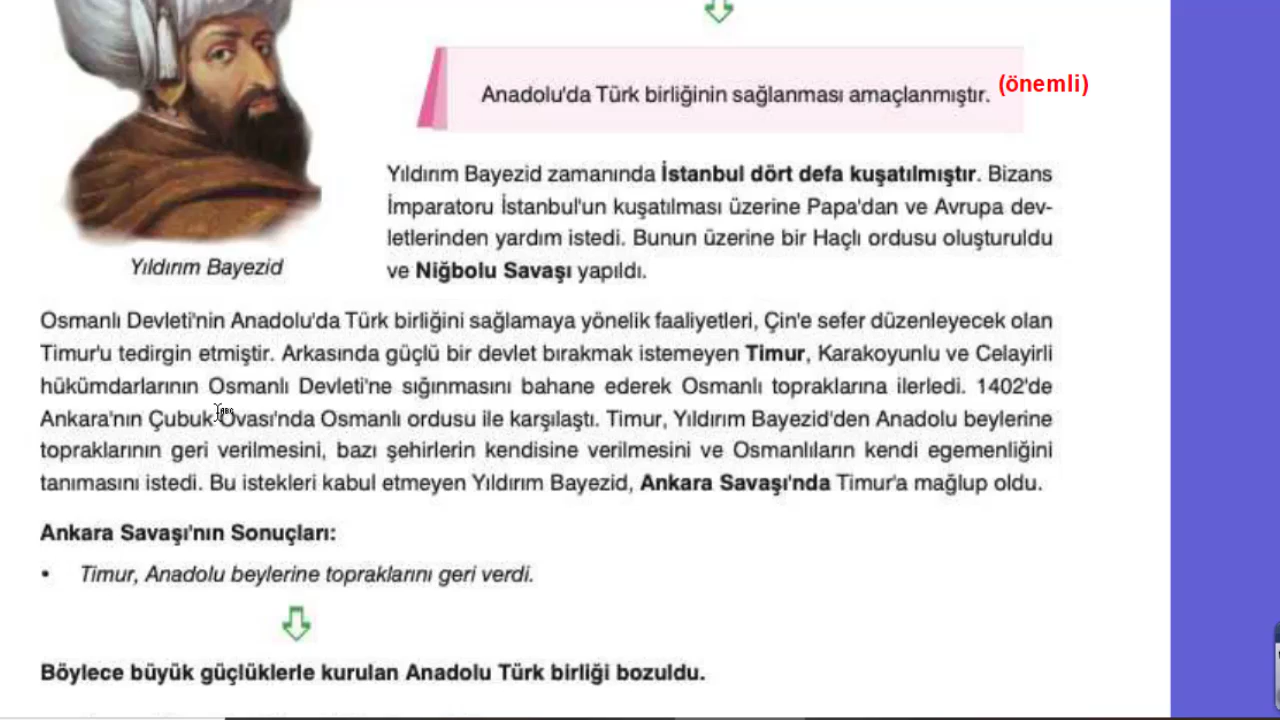 Anadolu'da Türk birliğinin sağlanması amaçlanmıştır. (önemli)
Yıldırım Bayezid zamanında İstanbul dört defa kuşatılmıştır. Bizans
İmparatoru İstanbul'un kuşatılması üzerine Papa'dan ve Avrupa dev-
letlerinden yardım istedi. Bunun üzerine bir Haçlı ordusu oluşturuldu
ve Niğbolu Savaşı yapıldı.
Yıldırım Bayezid
Osmanlı Devleti'nin Anadolu'da Türk birliğini sağlamaya yönelik faaliyetleri, Çin'e sefer düzenleyecek olan
Timur'u tedirgin etmiştir. Arkasında güçlü bir devlet bırakmak istemeyen Timur, Karakoyunlu ve Celayirli
hükümdarlarının Osmanlı Devleti'ne sığınmasını bahane ederek Osmanlı topraklarına ilerledi. 1402'de
Ankara'nın Çubuk Ovası'nda Osmanlı ordusu ile karşılaştı. Timur, Yıldırım Bayezid'den Anadolu beylerine
topraklarının geri verilmesini, bazı şehirlerin kendisine verilmesini ve Osmanlıların kendi egemenliğini
tanımasını istedi. Bu istekleri kabul etmeyen Yıldırım Bayezid, Ankara Savaşı'nda Timur'a mağlup oldu.
Ankara Savaşı'nın Sonuçları:
• Timur, Anadolu beylerine topraklarını geri verdi.
Böylece büyük güçlüklerle kurulan Anadolu Türk birliği bozuldu.